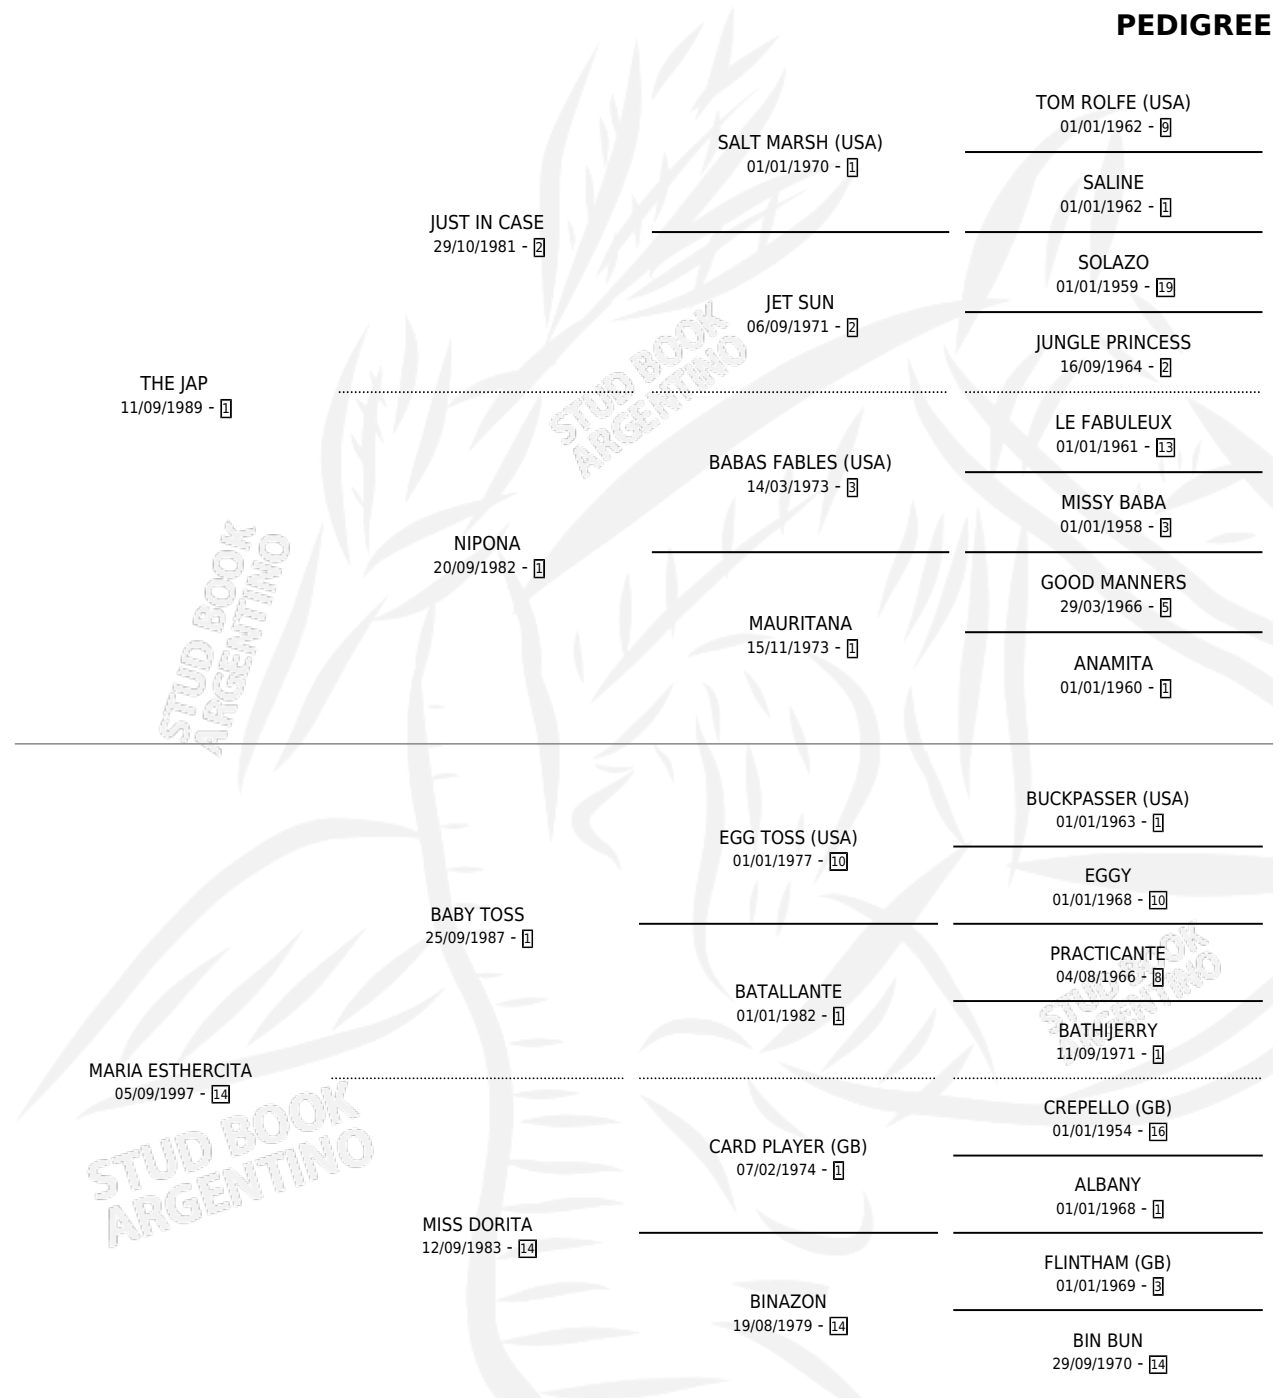 PEDIGREE
TOM ROLFE (USA)
01/01/1962 - 9
SALT MARSH (USA)
01/01/1970 - 1
SALINE
01/01/1962 - 1
JUST IN CASE
29/10/1981 - 2
SOLAZO
01/01/1959 - 19
JET SUN
06/09/1971 - 2
JUNGLE PRINCESS
16/09/1964 - 2
THE JAP
11/09/1989 - 1
STUD BOOK
ARGENTINO
LE FABULEUX
01/01/1961 - 13
BABAS FABLES (USA)
14/03/1973 - 3
MISSY BABA
01/01/1958 - 3
NIPONA
20/09/1982 - 1
GOOD MANNERS
29/03/1966 - 5
MAURITANA
15/11/1973 - 1
ANAMITA
01/01/1960 - 1
STUD BOOK
ARGENTINO
BUCKPASSER (USA)
01/01/1963 - 1
EGG TOSS (USA)
01/01/1977 - 10
EGGY
01/01/1968 - 10
BABY TOSS
25/09/1987 - 1
PRACTICANTE
04/08/1966 - 8
BATALLANTE
01/01/1982 - 1
STUD BOOK
ARGENTINO
BATHIJERRY
11/09/1971 - 1
MARIA ESTHERCITA
05/09/1997 - 14
CREPELLO (GB)
01/01/1954 - 16
CARD PLAYER (GB)
07/02/1974 - 1
STUD BOOK
ARGENTINO
ALBANY
01/01/1968 - 1
MISS DORITA
12/09/1983 - 14
FLINTHAM (GB)
01/01/1969 - 3
BINAZON
19/08/1979 - 14
BIN BUN
29/09/1970 - 14